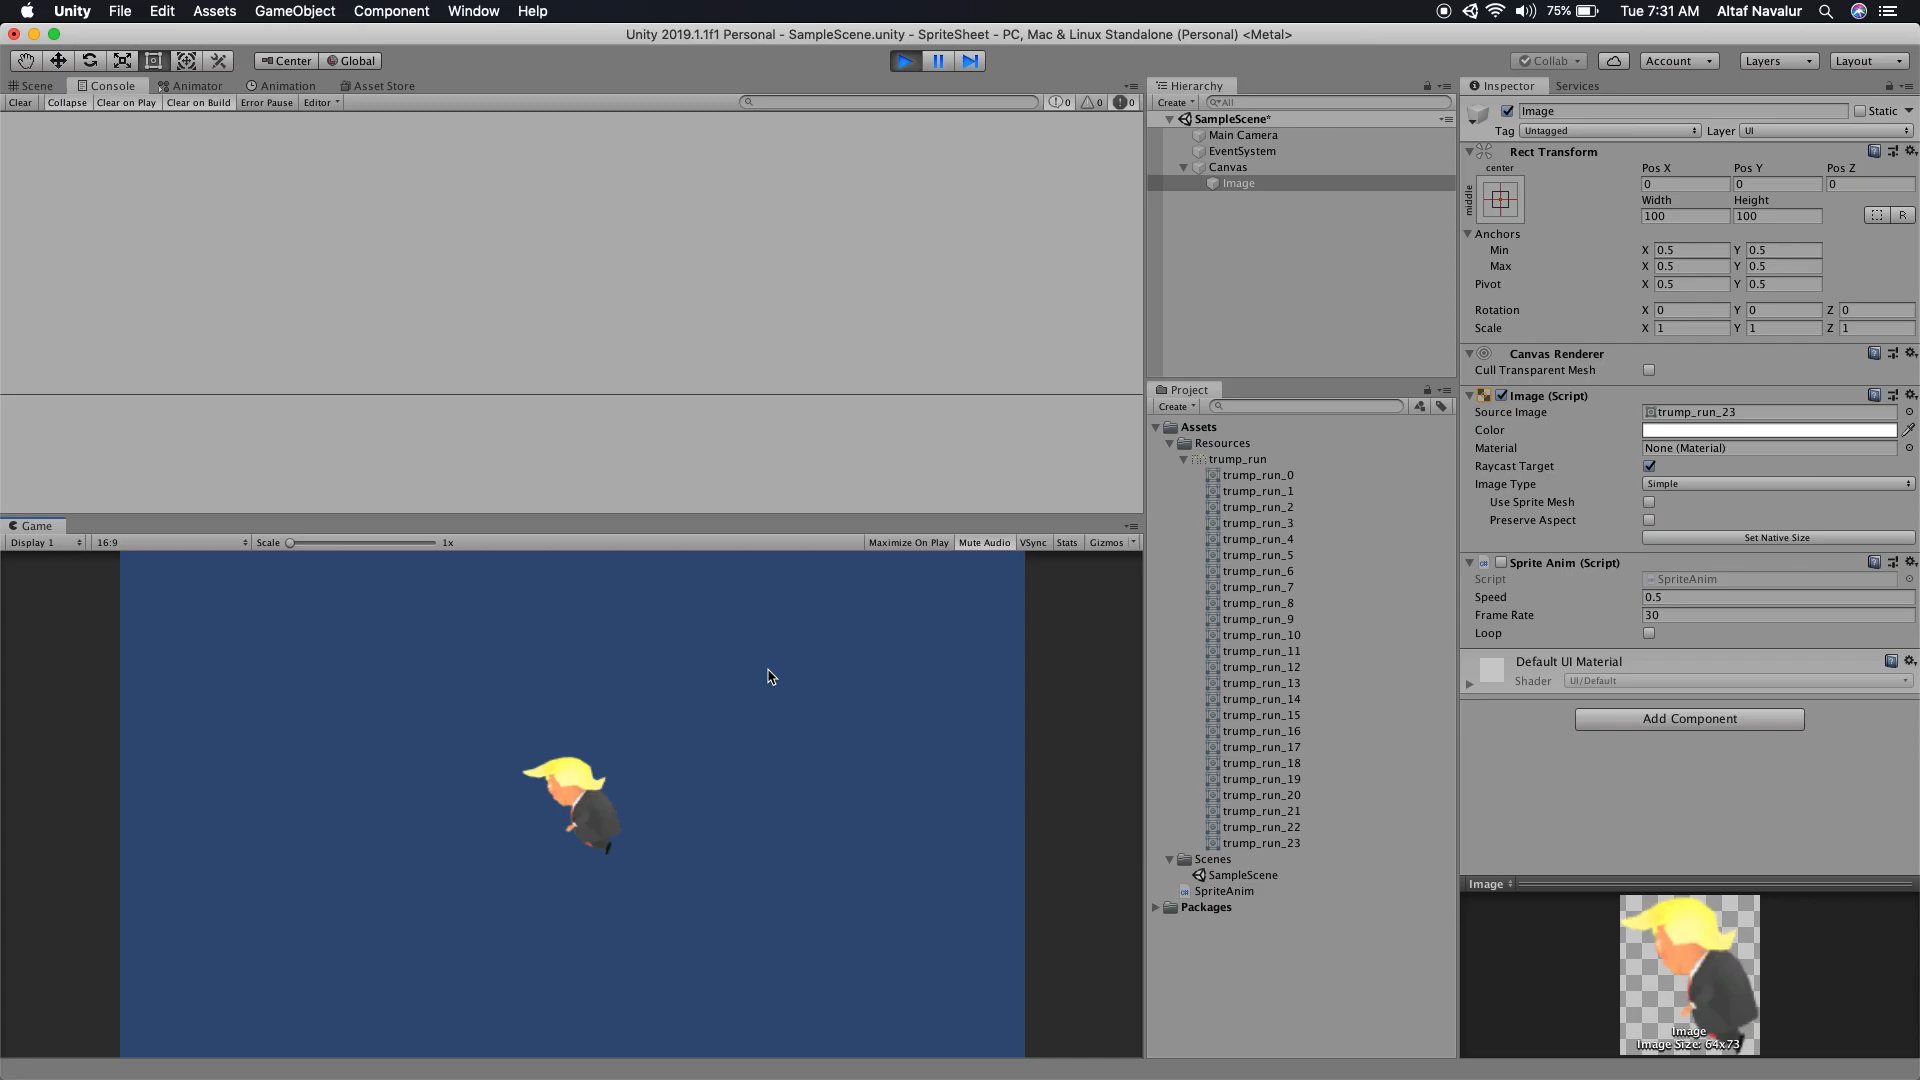 Unity File Edit Assets GameObject Component Window Help 75% Tue 7:31 AM Altaf Navalur
Unity 2019.1.1f1 Personal - SampleScene.unity - SpriteSheet - PC, Mac & Linux Standalone (Personal) <Metal>
Center Global Collab Account Layers Layout
Scene Console Animator Animation Asset Store
Clear Collapse Clear on Play Clear on Build Error Pause Editor 0 0 0
Game
Display 1 16:9 Scale 1x Maximize On Play Mute Audio VSync Stats Gizmos
Hierarchy
Create All
SampleScene*
Main Camera
EventSystem
Canvas
Image
Project
Create
Assets
Resources
trump_run
trump_run_0
trump_run_1
trump_run_2
trump_run_3
trump_run_4
trump_run_5
trump_run_6
trump_run_7
trump_run_8
trump_run_9
trump_run_10
trump_run_11
trump_run_12
trump_run_13
trump_run_14
trump_run_15
trump_run_16
trump_run_17
trump_run_18
trump_run_19
trump_run_20
trump_run_21
trump_run_22
trump_run_23
Scenes
SampleScene
SpriteAnim
Packages
Inspector Services
Image Static
Tag Untagged Layer UI
Rect Transform
center Pos X Pos Y Pos Z
middle 0 0 0
Width Height
100 100 R
Anchors
Min X 0.5 Y 0.5
Max X 0.5 Y 0.5
Pivot X 0.5 Y 0.5
Rotation X 0 Y 0 Z 0
Scale X 1 Y 1 Z 1
Canvas Renderer
Cull Transparent Mesh
Image (Script)
Source Image trump_run_23
Color
Material None (Material)
Raycast Target
Image Type Simple
Use Sprite Mesh
Preserve Aspect
Set Native Size
Sprite Anim (Script)
Script SpriteAnim
Speed 0.5
Frame Rate 30
Loop
Default UI Material
Shader UI/Default
Add Component
Image
Image
Image Size: 64x73